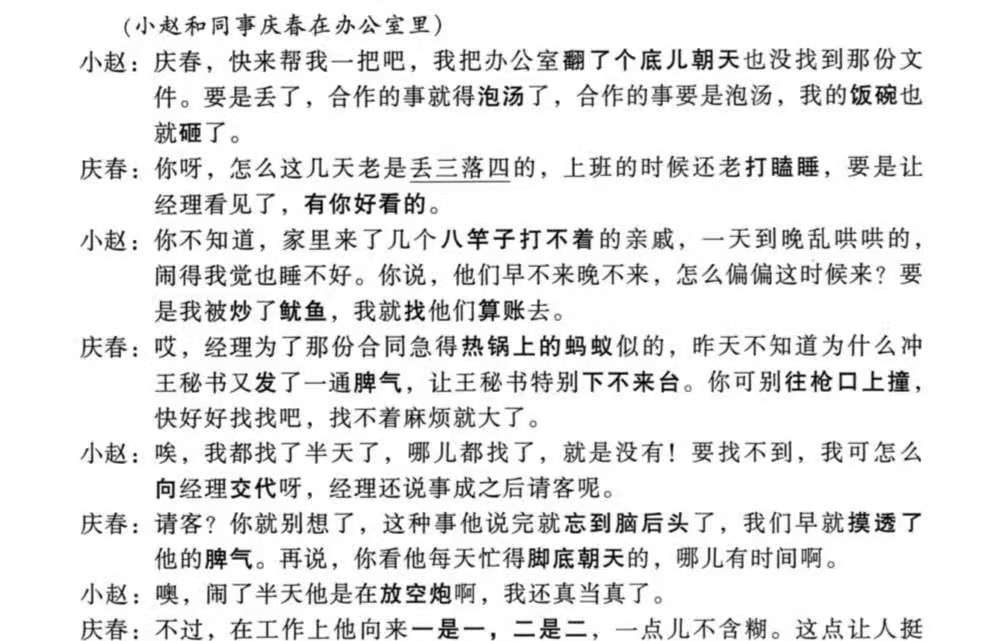 （小赵和同事庆春在办公室里）
小赵：庆春，快来帮我一把吧，我把办公室翻了个底儿朝天也没找到那份文
件。要是丢了，合作的事就得泡汤了，合作的事要是泡汤，我的饭碗也
就砸了。
庆春：你呀，怎么这几天老是丢三落四的，上班的时候还老打瞌睡，要是让
经理看见了，有你好看的。
小赵：你不知道，家里来了几个八竿子打不着的亲戚，一天到晚乱哄哄的，
闹得我觉也睡不好。你说，他们早不来晚不来，怎么偏偏这时候来？要
是我被炒了鱿鱼，我就找他们算账去。
庆春：哎，经理为了那份合同急得热锅上的蚂蚁似的，昨天不知道为什么冲
王秘书又发了一通脾气，让王秘书特别下不来台。你可别往枪口上撞，
快好好找找吧，找不着麻烦就大了。
小赵：唉，我都找了半天了，哪儿都找了，就是没有！要找不到，我可怎么
向经理交代呀，经理还说事成之后请客呢。
庆春：请客？你就别想了，这种事他说完就忘到脑后头了，我们早就摸透了
他的脾气。再说，你看他每天忙得脚底朝天的，哪儿有时间啊。
小赵：噢，闹了半天他是在放空炮啊，我还真当真了。
庆春：不过，在工作上他向来一是一，二是二，一点儿不含糊。这点让人挺